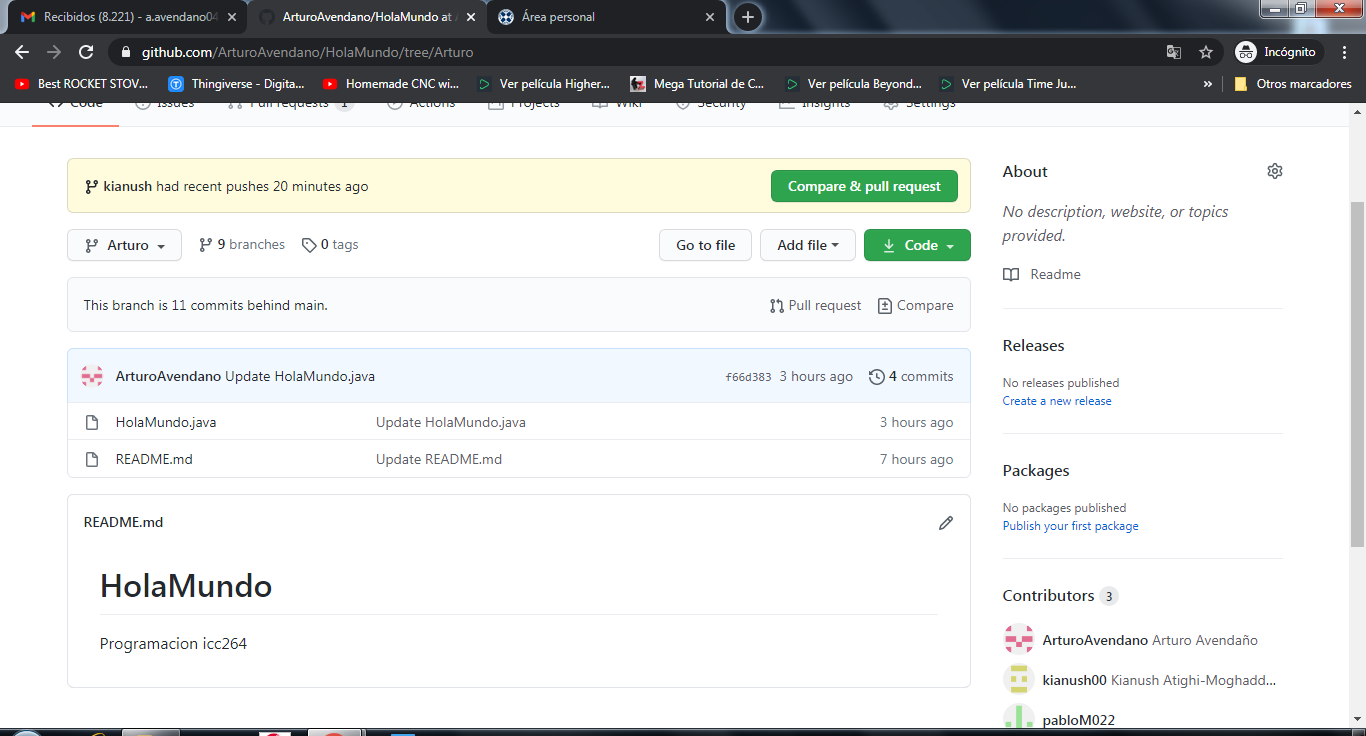 Recibidos (8.221) - a.avendano04
ArturoAvendano/HolaMundo at
Área personal
github.com/ArturoAvendano/HolaMundo/tree/Arturo
Incógnito
Best ROCKET STOV...
Thingiverse - Digita...
Homemade CNC wi...
Ver película Higher...
Mega Tutorial de C...
Ver película Beyond...
Ver película Time Ju...
»
Otros marcadores
Code
Issues
Pull requests 1
Actions
Projects
Wiki
Security
Insights
Settings
kianush had recent pushes 20 minutes ago
Compare & pull request
Arturo
9 branches
0 tags
Go to file
Add file
Code
This branch is 11 commits behind main.
Pull request
Compare
ArturoAvendano Update HolaMundo.java
f66d383 3 hours ago
4 commits
HolaMundo.java
Update HolaMundo.java
3 hours ago
README.md
Update README.md
7 hours ago
README.md
HolaMundo
Programacion icc264
About
No description, website, or topics
provided.
Readme
Releases
No releases published
Create a new release
Packages
No packages published
Publish your first package
Contributors 3
ArturoAvendano Arturo Avendaño
kianush00 Kianush Atighi-Moghadd...
pabloM022